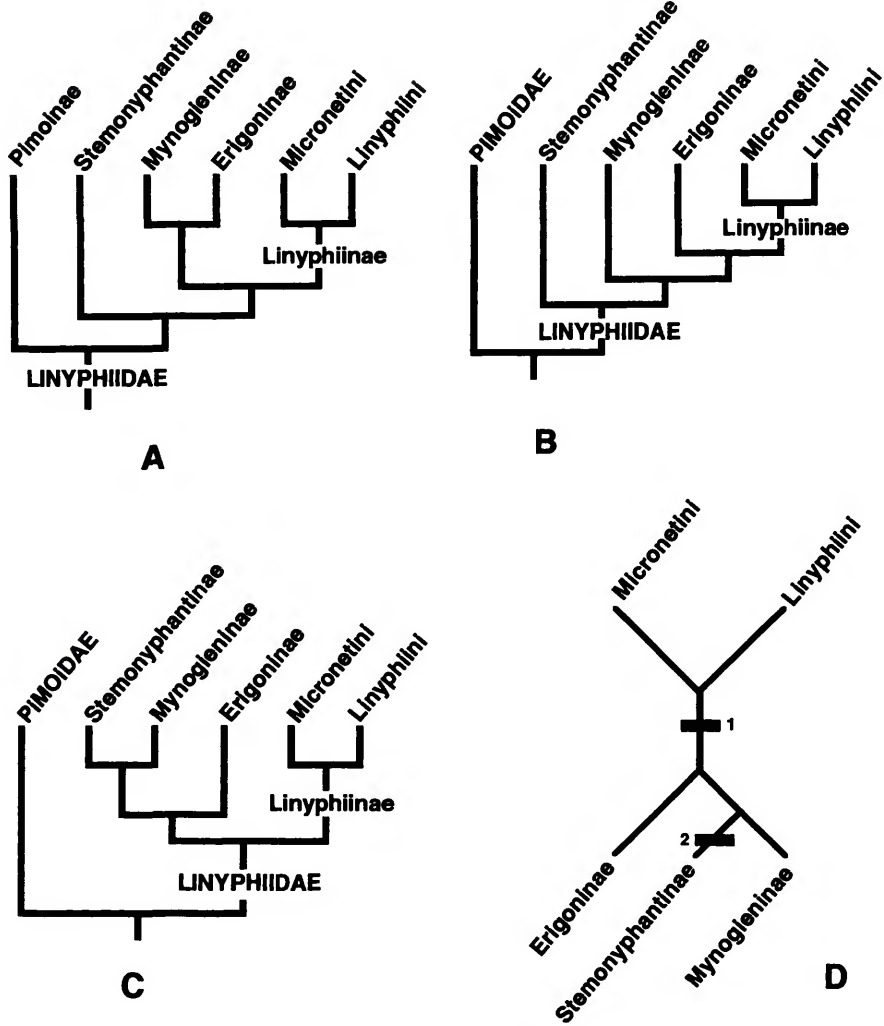 Pimoinae
Stemonyphantinae
Mynogleninae
Erigoninae
Micronetini
Linyphiini
Linyphiinae
LINYPHIIDAE
A
PIMOIDAE
Stemonyphantinae
Mynogleninae
Erigoninae
Micronetini
Linyphiini
Linyphiinae
LINYPHIIDAE
B
PIMOIDAE
Stemonyphantinae
Mynogleninae
Erigoninae
Micronetini
Linyphiini
Linyphiinae
LINYPHIIDAE
C
Micronetini
Linyphiini
1
2
Erigoninae
Stemonyphantinae
Mynogleninae
D